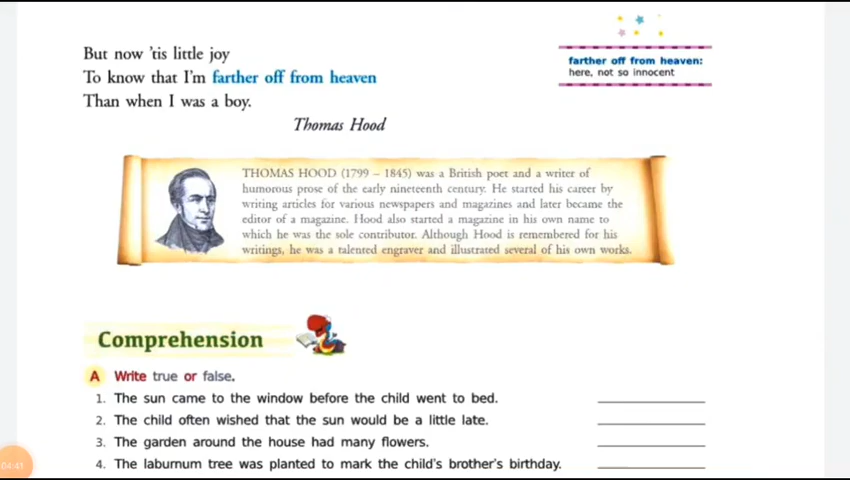 But now 'tis little joy
To know that I'm farther off from heaven
Than when I was a boy.
Thomas Hood
farther off from heaven:
here, not so innocent
THOMAS HOOD (1799 – 1845) was a British poet and a writer of
humorous prose of the early nineteenth century. He started his career by
writing articles for various newspapers and magazines and later became the
editor of a magazine. Hood also started a magazine in his own name to
which he was the sole contributor. Although Hood is remembered for his
writings, he was a talented engraver and illustrated several of his own works.
Comprehension
A Write true or false.
1. The sun came to the window before the child went to bed.
2. The child often wished that the sun would be a little late.
3. The garden around the house had many flowers.
4. The laburnum tree was planted to mark the child's brother's birthday.
04:41